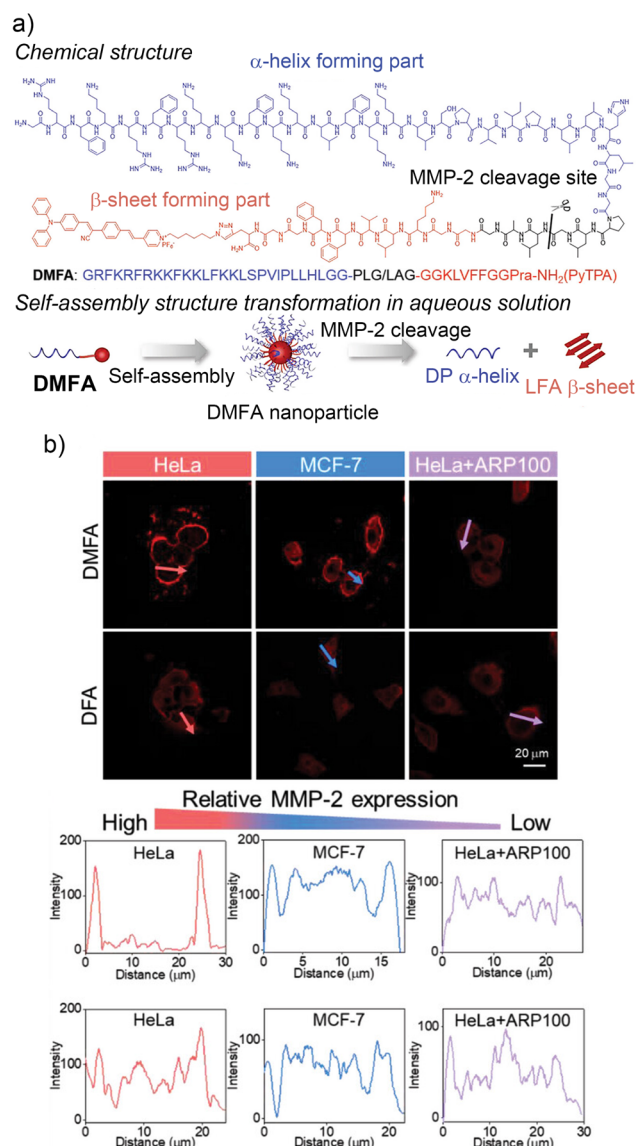 a)
Chemical structure
α-helix forming part
MMP-2 cleavage site
β-sheet forming part
DMFA: GRFKRFRKKFKKLFKKLSPVIPLLHLGG-PLG/LAG-GGKLVFFGGPra-NH₂(PyTPA)
Self-assembly structure transformation in aqueous solution
MMP-2 cleavage
DMFA
Self-assembly
DMFA nanoparticle
DP α-helix
+
LFA β-sheet
b)
HeLa MCF-7 HeLa+ARP100
DMFA
DFA
20 µm
Relative MMP-2 expression
High Low
HeLa
Intensity
200
100
0
0 10 20 30
Distance (µm)
MCF-7
Intensity
200
100
0
0 5 10 15
Distance (µm)
HeLa+ARP100
Intensity
100
0
0 10 20
Distance (µm)
HeLa
Intensity
200
100
0
0 10 20
Distance (µm)
MCF-7
Intensity
100
0
0 10 20
Distance (µm)
HeLa+ARP100
Intensity
100
0
0 10 20
Distance (µm)